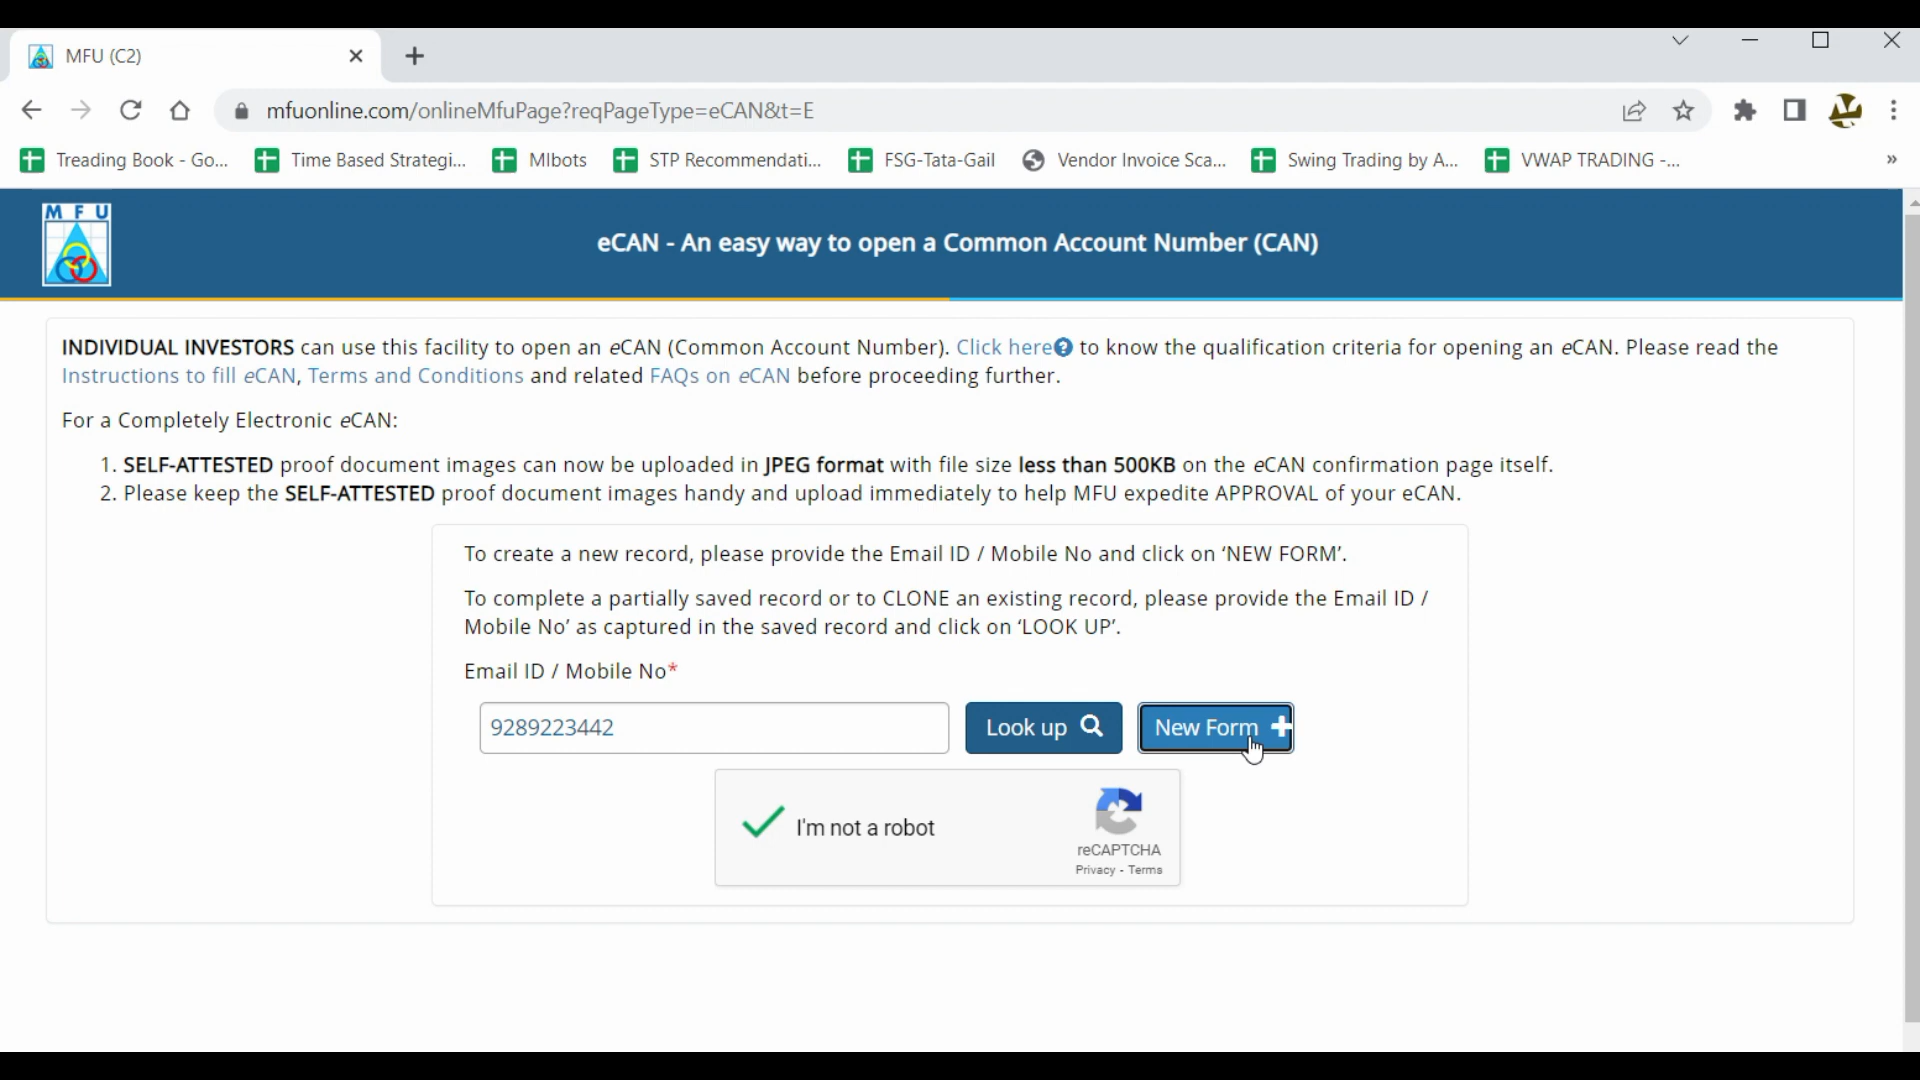 MFU (C2)
mfuonline.com/onlineMfuPage?reqPageType=eCAN&t=E
Treading Book - Go... Time Based Strategi... MIbots STP Recommendati... FSG-Tata-Gail Vendor Invoice Sca... Swing Trading by A... VWAP TRADING -... »
MFU
eCAN - An easy way to open a Common Account Number (CAN)
INDIVIDUAL INVESTORS can use this facility to open an eCAN (Common Account Number). Click here to know the qualification criteria for opening an eCAN. Please read the
Instructions to fill eCAN, Terms and Conditions and related FAQs on eCAN before proceeding further.
For a Completely Electronic eCAN:
1. SELF-ATTESTED proof document images can now be uploaded in JPEG format with file size less than 500KB on the eCAN confirmation page itself.
2. Please keep the SELF-ATTESTED proof document images handy and upload immediately to help MFU expedite APPROVAL of your eCAN.
To create a new record, please provide the Email ID / Mobile No and click on ‘NEW FORM’.
To complete a partially saved record or to CLONE an existing record, please provide the Email ID /
Mobile No’ as captured in the saved record and click on ‘LOOK UP’.
Email ID / Mobile No*
9289223442 Look up New Form
I'm not a robot
reCAPTCHA
Privacy - Terms